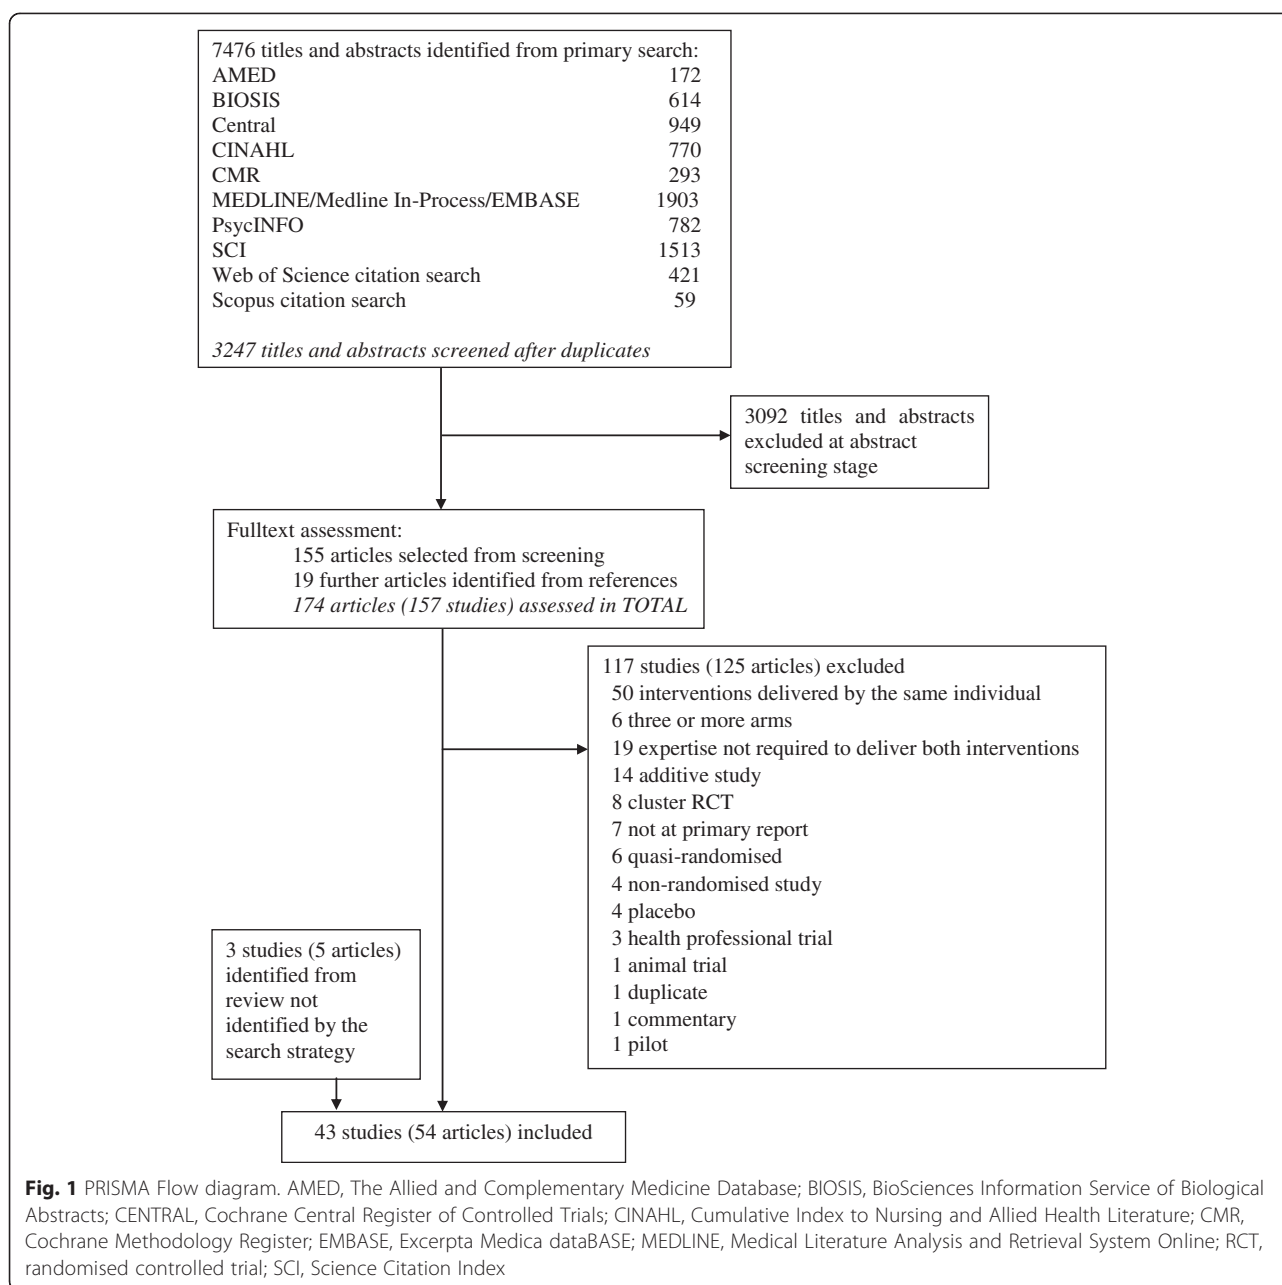 7476 titles and abstracts identified from primary search:
AMED 172
BIOSIS 614
Central 949
CINAHL 770
CMR 293
MEDLINE/Medline In-Process/EMBASE 1903
PsycINFO 782
SCI 1513
Web of Science citation search 421
Scopus citation search 59
3247 titles and abstracts screened after duplicates
3092 titles and abstracts
excluded at abstract
screening stage
Fulltext assessment:
155 articles selected from screening
19 further articles identified from references
174 articles (157 studies) assessed in TOTAL
117 studies (125 articles) excluded
50 interventions delivered by the same individual
6 three or more arms
19 expertise not required to deliver both interventions
14 additive study
8 cluster RCT
7 not at primary report
6 quasi-randomised
4 non-randomised study
4 placebo
3 health professional trial
1 animal trial
1 duplicate
1 commentary
1 pilot
3 studies (5 articles)
identified from
review not
identified by the
search strategy
43 studies (54 articles) included
Fig. 1 PRISMA Flow diagram. AMED, The Allied and Complementary Medicine Database; BIOSIS, BioSciences Information Service of Biological
Abstracts; CENTRAL, Cochrane Central Register of Controlled Trials; CINAHL, Cumulative Index to Nursing and Allied Health Literature; CMR,
Cochrane Methodology Register; EMBASE, Excerpta Medica dataBASE; MEDLINE, Medical Literature Analysis and Retrieval System Online; RCT,
randomised controlled trial; SCI, Science Citation Index